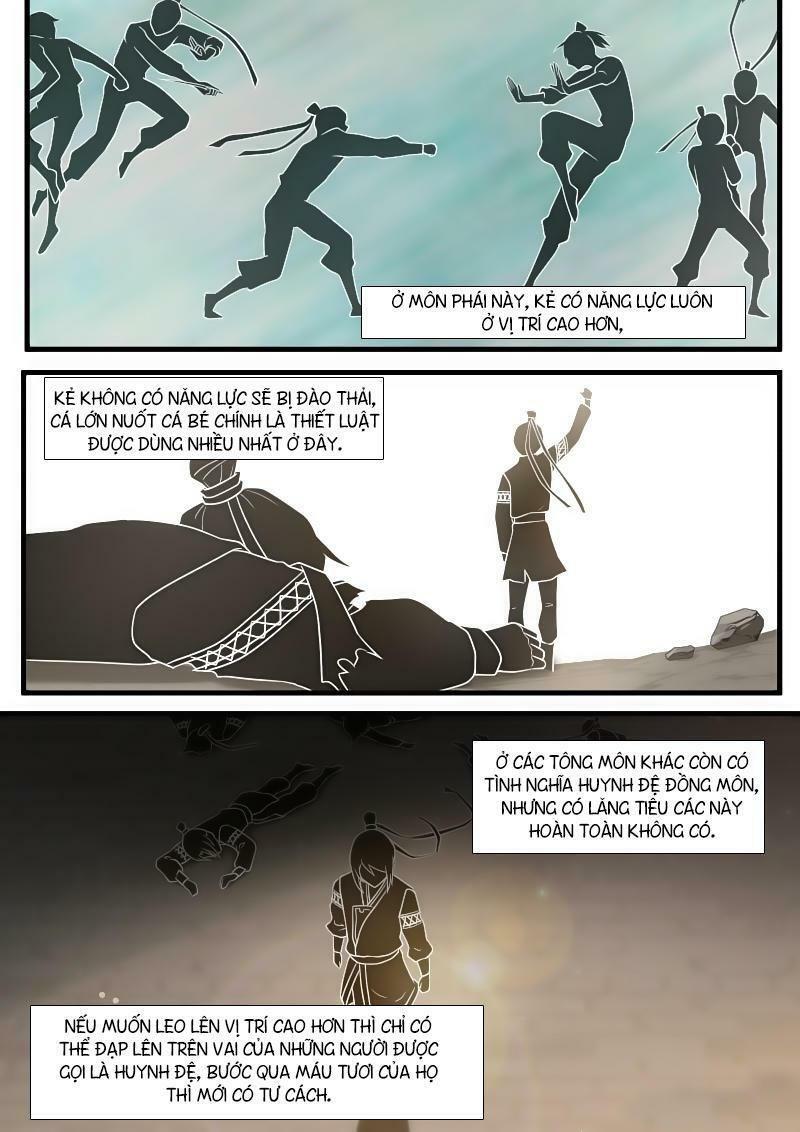 Ở MÔN PHÁI NÀY, KẺ CÓ NĂNG LỰC LUÔN
Ở VỊ TRÍ CAO HƠN,
KẺ KHÔNG CÓ NĂNG LỰC SẼ BỊ ĐÀO THẢI,
CÁ LỚN NUỐT CÁ BÉ CHÍNH LÀ THIẾT LUẬT
ĐƯỢC DÙNG NHIỀU NHẤT Ở ĐÂY.
Ở CÁC TÔNG MÔN KHÁC CÒN CÓ
TÌNH NGHĨA HUYNH ĐỆ ĐỒNG MÔN,
NHƯNG CÓ LĂNG TIÊU CÁC NÀY
HOÀN TOÀN KHÔNG CÓ.
NẾU MUỐN LEO LÊN VỊ TRÍ CAO HƠN THÌ CHỈ CÓ
THỂ ĐẠP LÊN TRÊN VAI CỦA NHỮNG NGƯỜI ĐƯỢC
GỌI LÀ HUYNH ĐỆ, BƯỚC QUA MÁU TƯƠI CỦA HỌ
THÌ MỚI CÓ TƯ CÁCH.